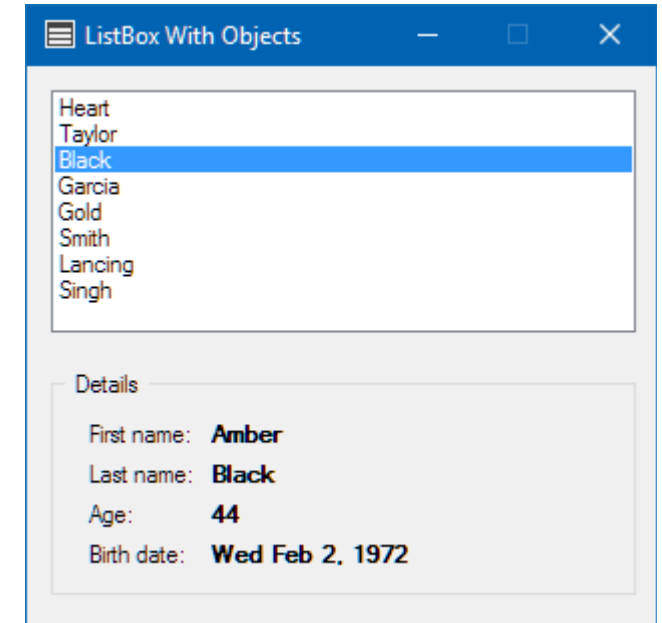 ListBox With Objects
Heart
Taylor
Black
Garcia
Gold
Smith
Lancing
Singh
Details
First name: Amber
Last name: Black
Age: 44
Birth date: Wed Feb 2, 1972